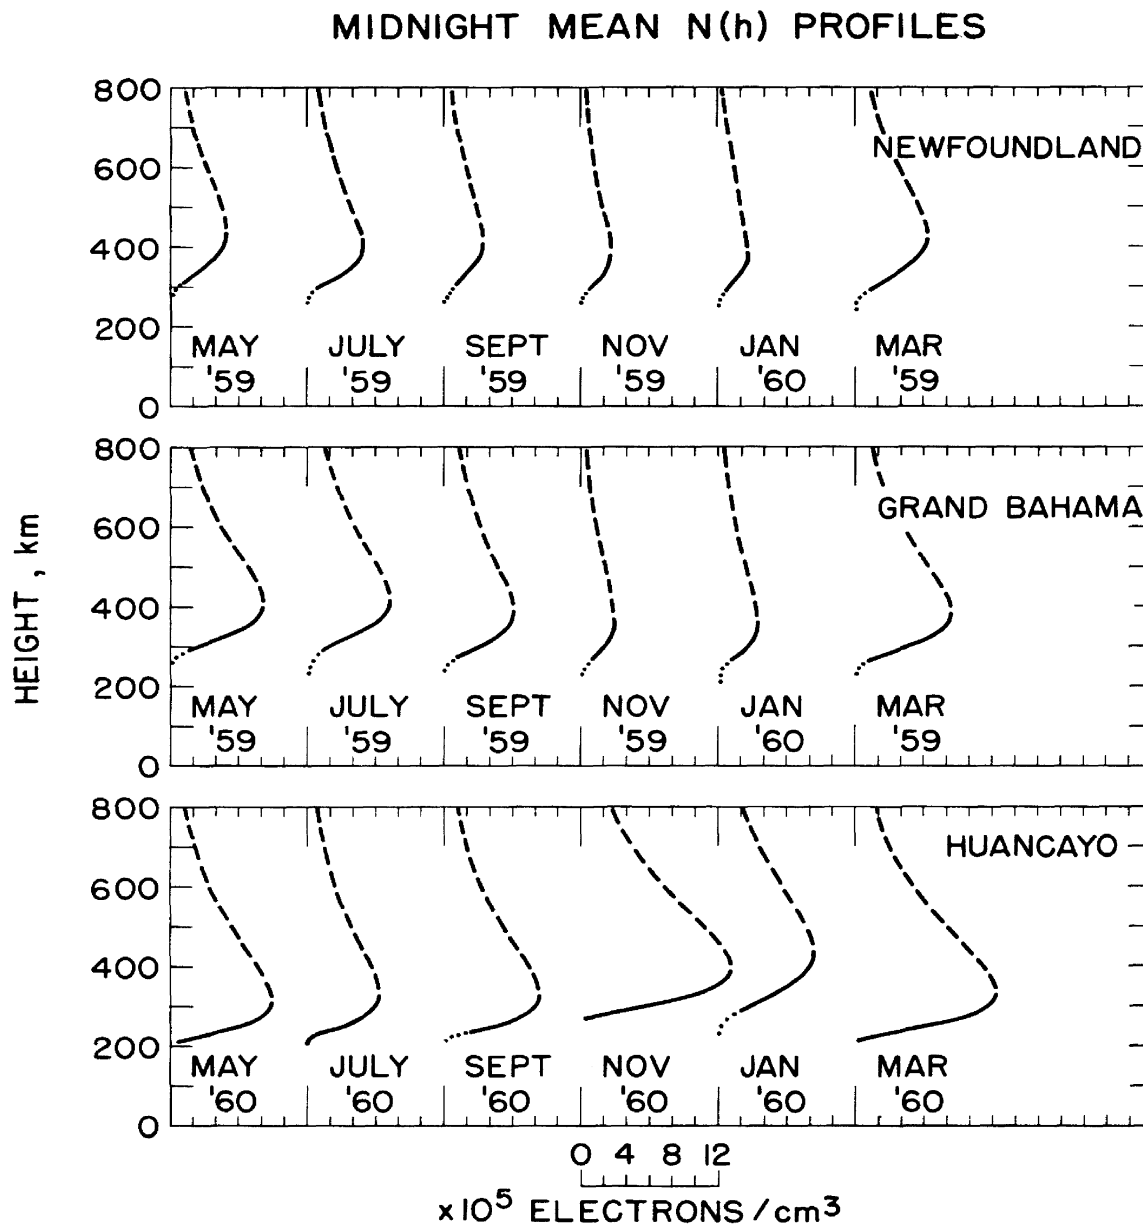 MIDNIGHT MEAN N(h) PROFILES
800
600
400
200
0
NEWFOUNDLAND
MAY JULY SEPT NOV JAN MAR
'59 '59 '59 '59 '60 '59
800
600
400
200
0
GRAND BAHAMA
MAY JULY SEPT NOV JAN MAR
'59 '59 '59 '59 '60 '59
HEIGHT, km
800
600
400
200
0
HUANCAYO
MAY JULY SEPT NOV JAN MAR
'60 '60 '60 '60 '60 '60
0 4 8 12
x10⁵ ELECTRONS/cm³